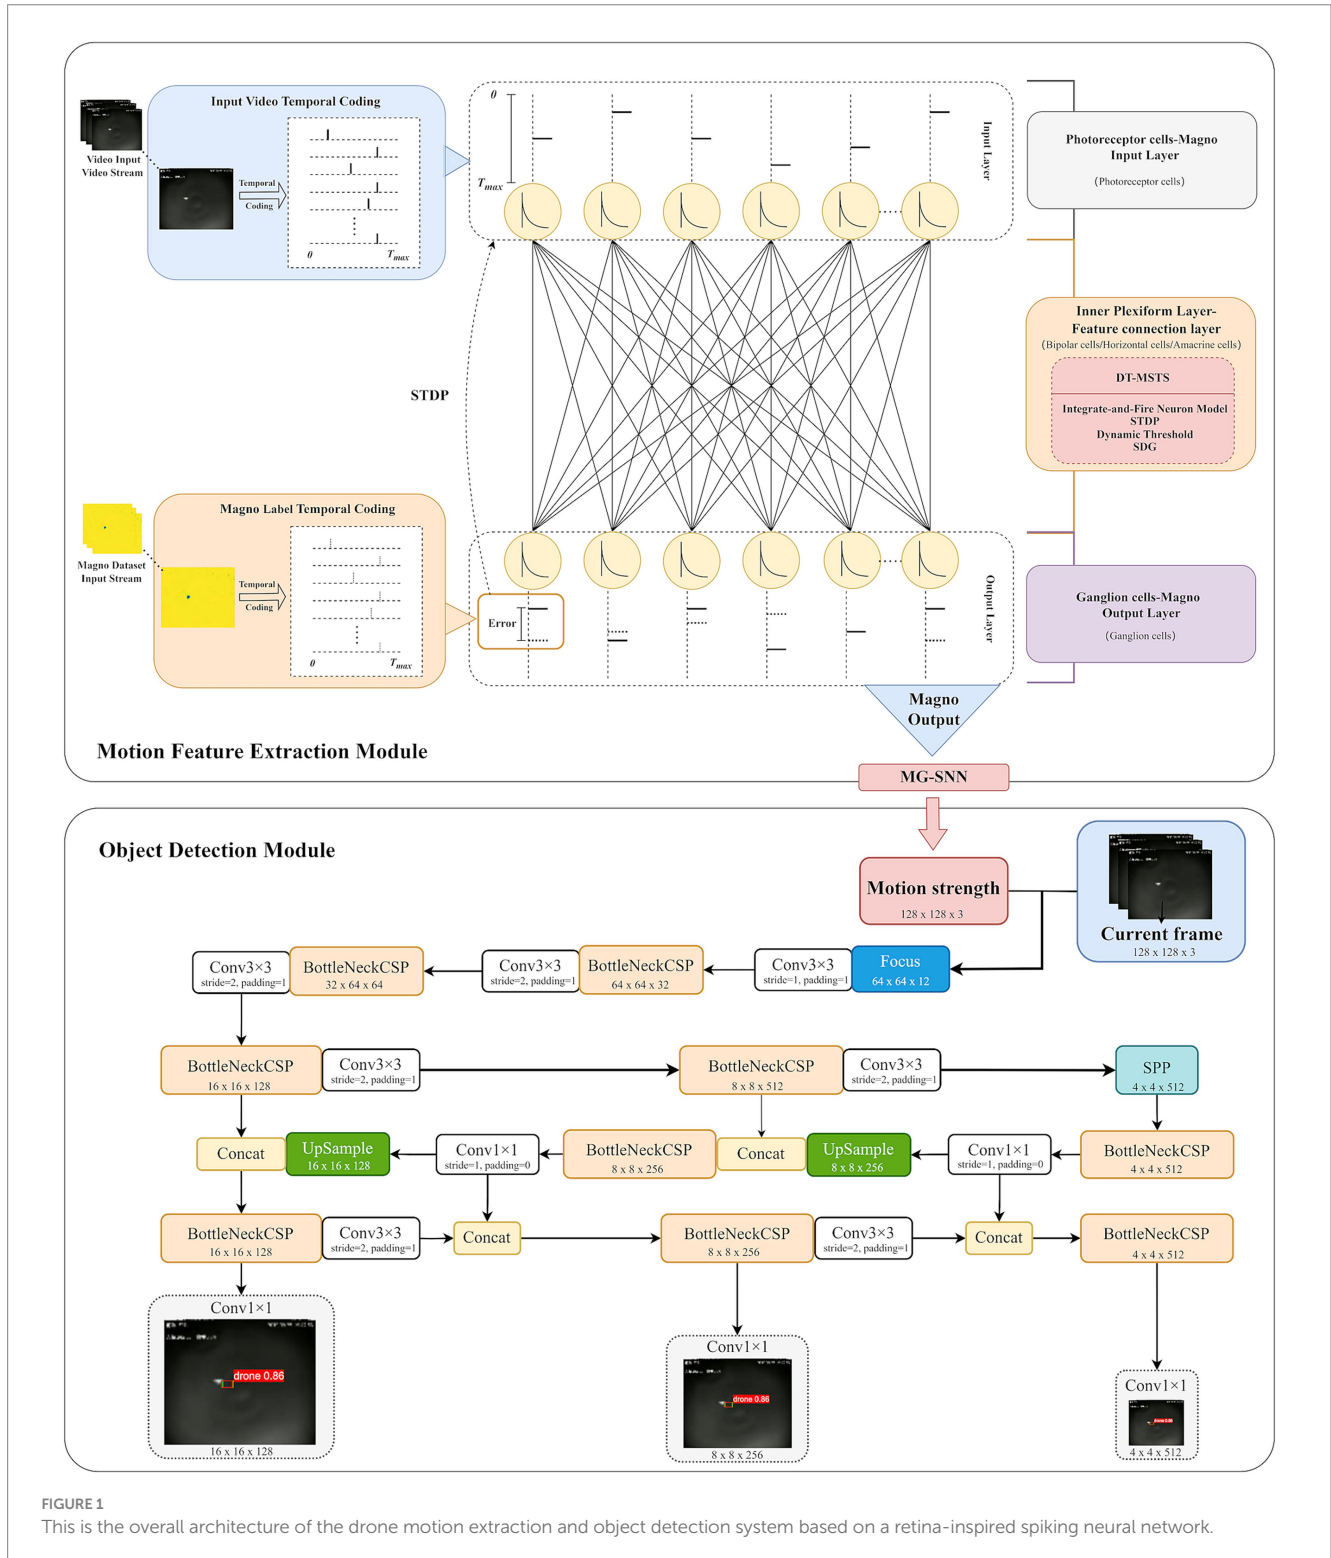 Input Video Temporal Coding
Video Input
Video Stream
Temporal
Coding
0
T max
0
T max
Input Layer
Photoreceptor cells-Magno
Input Layer
(Photoreceptor cells)
STDP
Inner Plexiform Layer-
Feature connection layer
(Bipolar cells/Horizontal cells/Amacrine cells)
DT-MSTS
Integrate-and-Fire Neuron Model
STDP
Dynamic Threshold
SDG
Magno Label Temporal Coding
Magno Dataset
Input Stream
Temporal
Coding
0
T max
Error
Output Layer
Ganglion cells-Magno
Output Layer
(Ganglion cells)
Magno
Output
Motion Feature Extraction Module
MG-SNN
Object Detection Module
Motion strength
128 x 128 x 3
Current frame
128 x 128 x 3
Conv3×3
stride=2, padding=1
BottleNeckCSP
32 x 64 x 64
Conv3×3
stride=2, padding=1
BottleNeckCSP
64 x 64 x 32
Conv3×3
stride=1, padding=1
Focus
64 x 64 x 12
BottleNeckCSP
16 x 16 x 128
Conv3×3
stride=2, padding=1
BottleNeckCSP
8 x 8 x 512
Conv3×3
stride=2, padding=1
SPP
4 x 4 x 512
Concat
UpSample
16 x 16 x 128
Conv1×1
stride=1, padding=0
BottleNeckCSP
8 x 8 x 256
Concat
UpSample
8 x 8 x 256
Conv1×1
stride=1, padding=0
BottleNeckCSP
4 x 4 x 512
BottleNeckCSP
16 x 16 x 128
Conv3×3
stride=2, padding=1
Concat
BottleNeckCSP
8 x 8 x 256
Conv3×3
stride=2, padding=1
Concat
BottleNeckCSP
4 x 4 x 512
Conv1×1
drone 0.86
16 x 16 x 128
Conv1×1
drone 0.86
8 x 8 x 256
Conv1×1
drone 0.86
4 x 4 x 512
FIGURE 1
This is the overall architecture of the drone motion extraction and object detection system based on a retina-inspired spiking neural network.